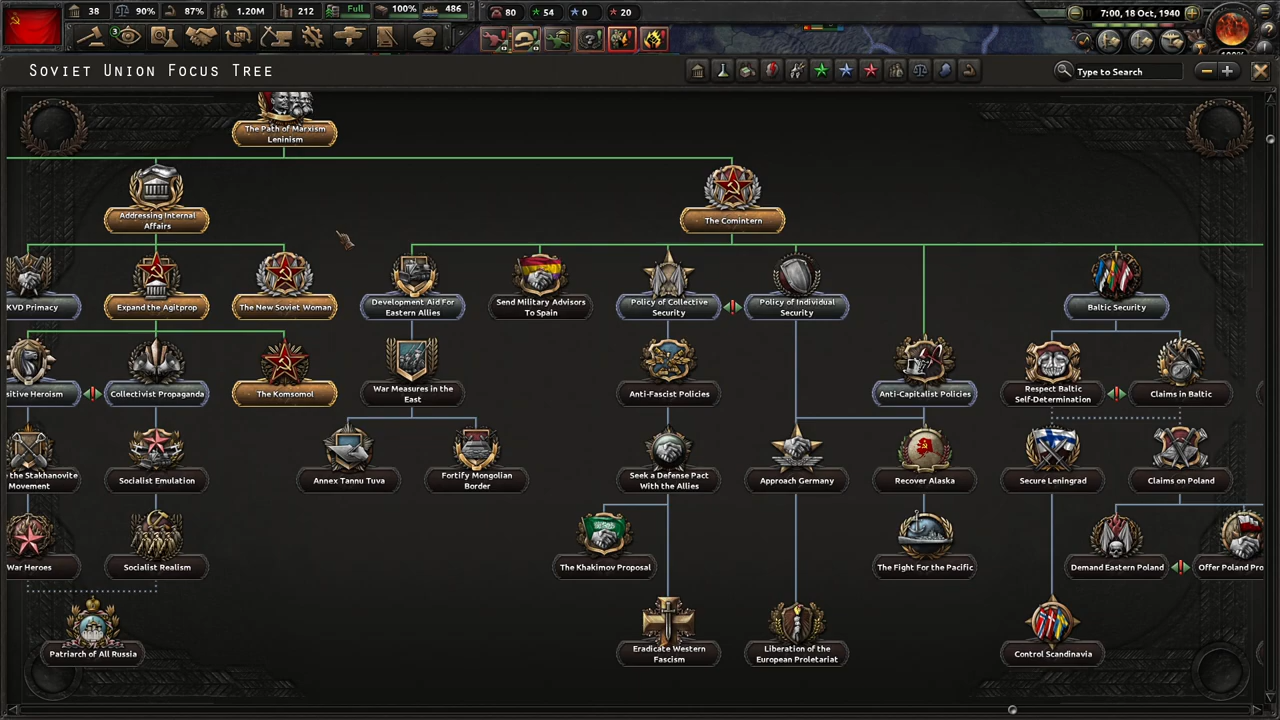 38 90% 87% 1.20M 212 Full 100% 486 80 54 0 20 7:00, 18 Oct, 1940
100%
SOVIET UNION FOCUS TREE
Type to Search
The Path of Marxism
Leninism
Addressing Internal
Affairs
The Comintern
KVD Primacy
Expand the Agitprop
The New Soviet Woman
Development Aid For
Eastern Allies
Send Military Advisors
To Spain
Policy of Collective
Security
Policy of Individual
Security
Baltic Security
sitive Heroism
Collectivist Propaganda
The Komsomol
War Measures in the
East
Anti-Fascist Policies
Anti-Capitalist Policies
Respect Baltic
Self-Determination
Claims in Baltic
the Stakhanovite
Movement
Socialist Emulation
Annex Tannu Tuva
Fortify Mongolian
Border
Seek a Defense Pact
With the Allies
Approach Germany
Recover Alaska
Secure Leningrad
Claims on Poland
War Heroes
Socialist Realism
The Khakimov Proposal
The Fight For the Pacific
Demand Eastern Poland
Offer Poland Pro
Patriarch of All Russia
Eradicate Western
Fascism
Liberation of the
European Proletariat
Control Scandinavia